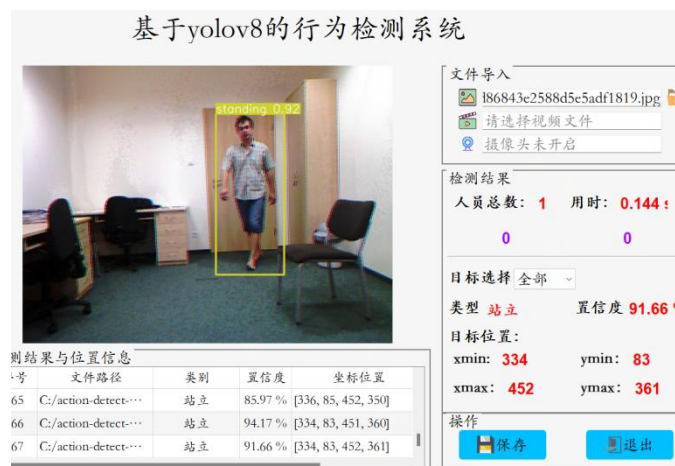 基于yolov8的行为检测系统
standing 0.92
文件导入
l86843e2588d5e5adf1819.jpg
请选择视频文件
摄像头未开启
检测结果
人员总数: 1 用时: 0.144 s
0 0
目标选择 全部
类型 站立 置信度 91.66 %
目标位置:
xmin: 334 ymin: 83
xmax: 452 ymax: 361
操作
保存 退出
测结果与位置信息
号 文件路径 类别 置信度 坐标位置
65 C:/action-detect-··· 站立 85.97 % [336, 85, 452, 350]
66 C:/action-detect-··· 站立 94.17 % [334, 83, 451, 360]
67 C:/action-detect-··· 站立 91.66 % [334, 83, 452, 361]